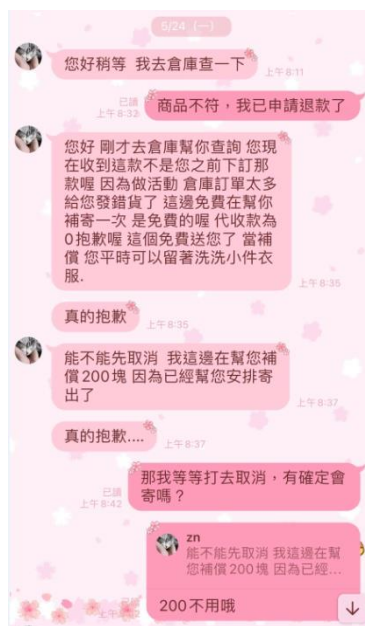 5/24（一）
您好稍等 我去倉庫查一下
上午 8:11
商品不符，我已申請退款了
已讀
上午 8:32
您好 剛才去倉庫幫你查詢 您現
在收到這款不是您之前下訂那
款喔 因為做活動 倉庫訂單太多
給您發錯貨了 這邊免費在幫你
補寄一次 是免費的喔 代收款為
0抱歉喔 這個免費送您了 當補
償 您平時可以留著洗洗小件衣
服.
上午 8:35
真的抱歉
上午 8:35
能不能先取消 我這邊在幫您補
償200塊 因為已經幫您安排寄
出了
上午 8:37
真的抱歉....
上午 8:37
那我等等打去取消，有確定會
寄嗎？
已讀
上午 8:42
zn
能不能先取消 我這邊在幫
您補償200塊 因為已經...
200不用哦